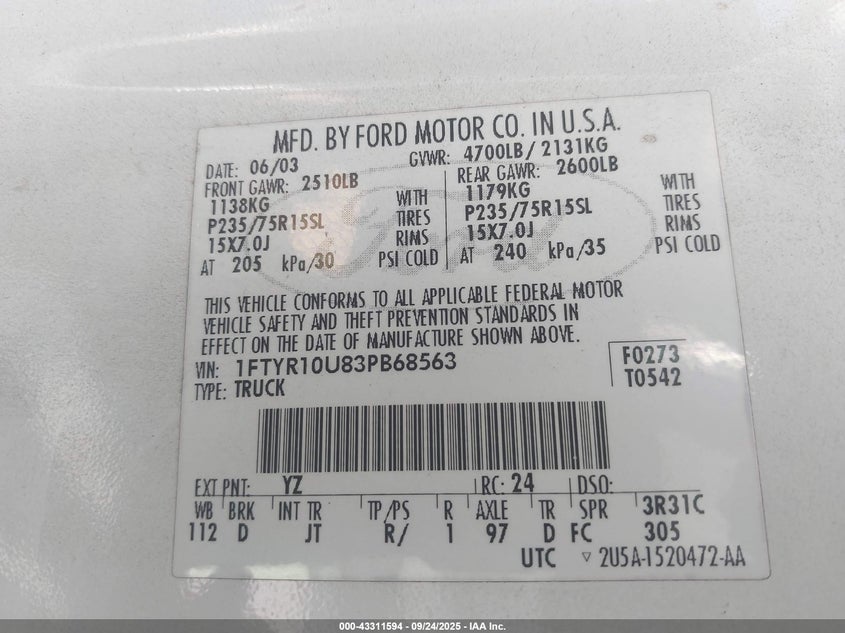 MFD. BY FORD MOTOR CO. IN U.S.A.
DATE: 06/03 GVWR: 4700LB/ 2131KG
FRONT GAWR: 2510LB REAR GAWR: 2600LB
1138KG WITH 1179KG WITH
P235/75R15SL TIRES P235/75R15SL TIRES
15X7.0J RIMS 15X7.0J RIMS
AT 205 kPa/30 PSI COLD AT 240 kPa/35 PSI COLD
Ford
THIS VEHICLE CONFORMS TO ALL APPLICABLE FEDERAL MOTOR
VEHICLE SAFETY AND THEFT PREVENTION STANDARDS IN
EFFECT ON THE DATE OF MANUFACTURE SHOWN ABOVE.
VIN: 1FTYR10U83PB68563 F0273
TYPE: TRUCK T0542
EXT PNT: YZ RC: 24 DSO:
WB BRK INT TR TP/PS R AXLE TR SPR 3R31C
112 D JT R/ 1 97 D FC 305
UTC ▿ 2U5A-1520472-AA
000-43311594 - 09/24/2025 - IAA Inc.